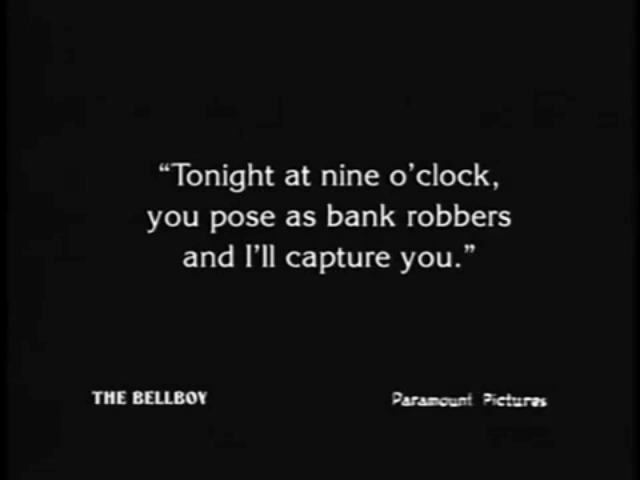 “Tonight at nine o’clock,
you pose as bank robbers
and I’ll capture you.”
THE BELLBOY
Paramount Pictures